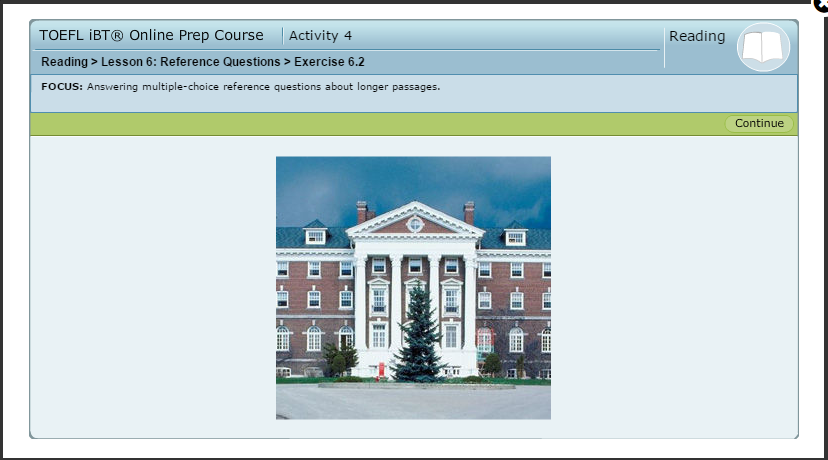 TOEFL iBT® Online Prep Course
Activity 4
Reading
Reading > Lesson 6: Reference Questions > Exercise 6.2
FOCUS: Answering multiple-choice reference questions about longer passages.
Continue